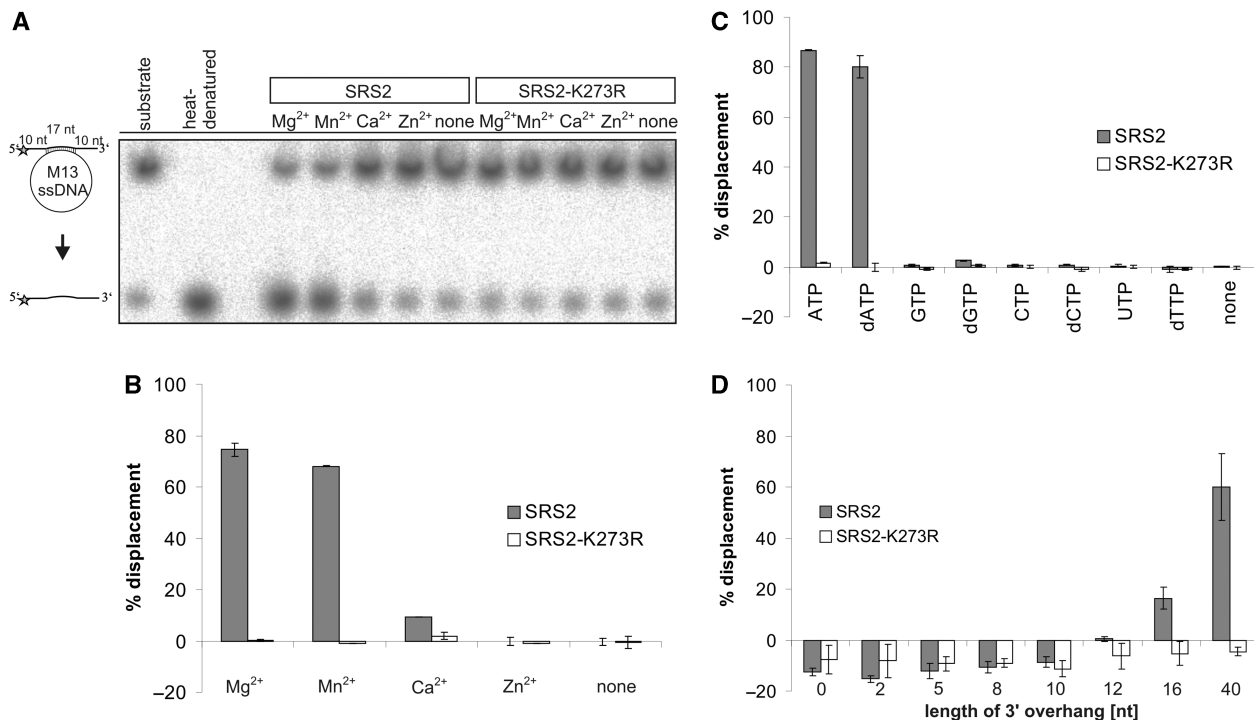 A
substrate
heat-
denatured
SRS2
SRS2-K273R
Mg²⁺ Mn²⁺ Ca²⁺ Zn²⁺ none Mg²⁺ Mn²⁺ Ca²⁺ Zn²⁺ none
17 nt
10 nt 10 nt
5' 3'
M13
ssDNA
5' 3'
B
100
80
60
40
20
0
−20
% displacement
SRS2
SRS2-K273R
Mg²⁺ Mn²⁺ Ca²⁺ Zn²⁺ none
C
100
80
60
40
20
0
−20
% displacement
SRS2
SRS2-K273R
ATP
dATP
GTP
dGTP
CTP
dCTP
UTP
dTTP
none
D
100
80
60
40
20
0
−20
% displacement
SRS2
SRS2-K273R
0 2 5 8 10 12 16 40
length of 3' overhang [nt]